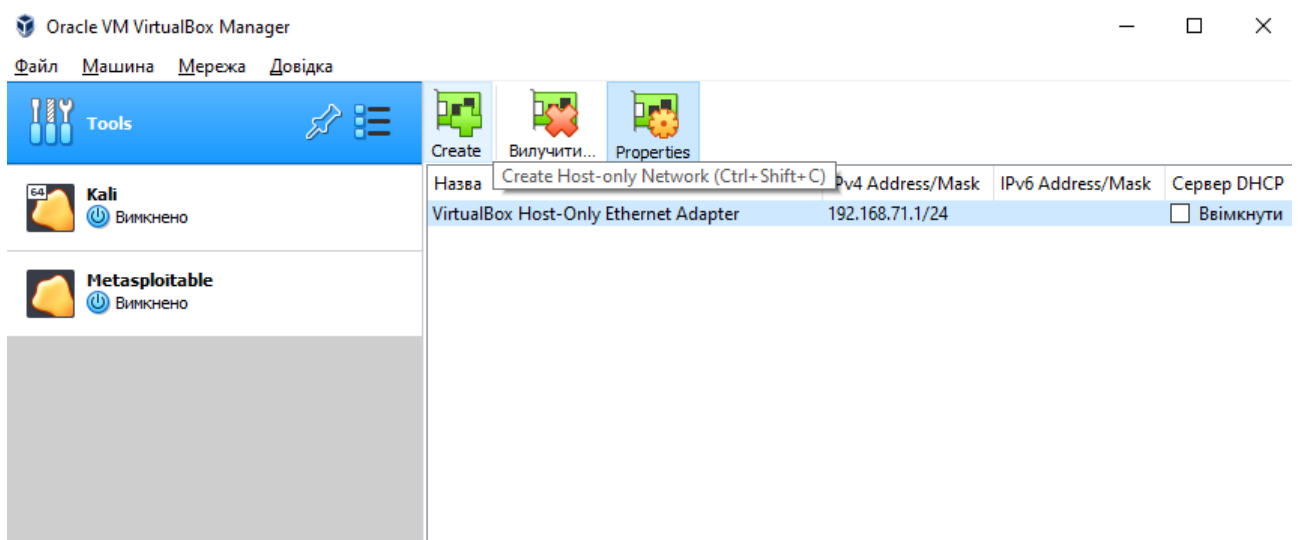 Oracle VM VirtualBox Manager
Файл Машина Мережа Довідка
Tools
Create Вилучити... Properties
Create Host-only Network (Ctrl+Shift+C)
Назва Pv4 Address/Mask IPv6 Address/Mask Сервер DHCP
VirtualBox Host-Only Ethernet Adapter 192.168.71.1/24 Ввімкнути
64
Kali
Вимкнено
Metasploitable
Вимкнено